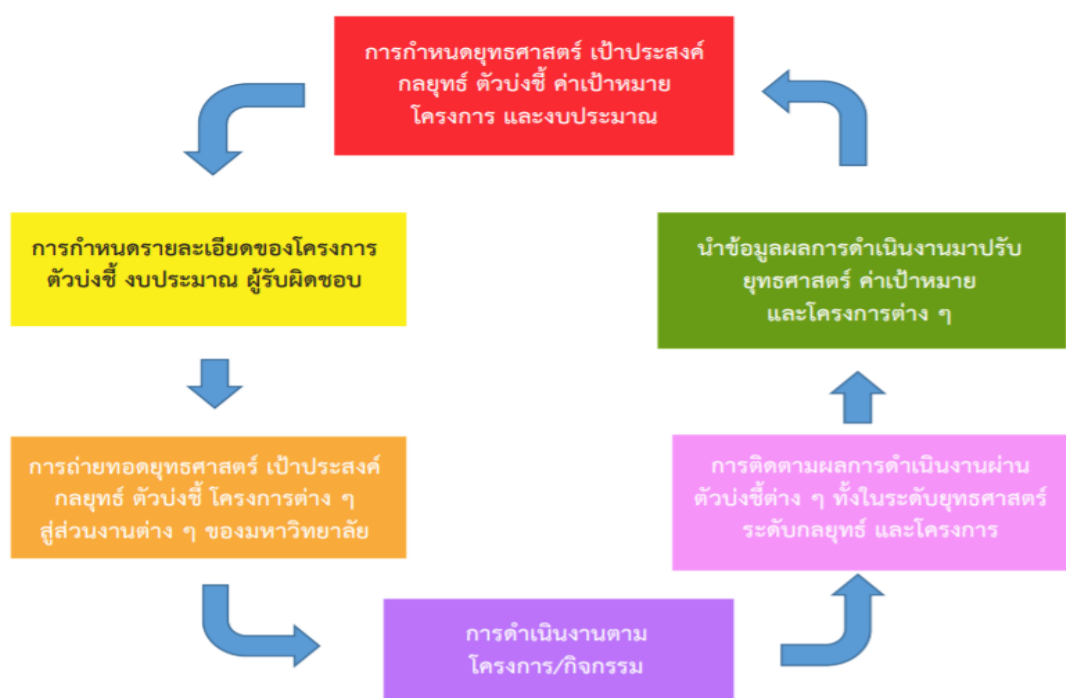 การกำหนดยุทธศาสตร์ เป้าประสงค์
กลยุทธ์ ตัวบ่งชี้ ค่าเป้าหมาย
โครงการ และงบประมาณ
การกำหนดรายละเอียดของโครงการ
ตัวบ่งชี้ งบประมาณ ผู้รับผิดชอบ
การถ่ายทอดยุทธศาสตร์ เป้าประสงค์
กลยุทธ์ ตัวบ่งชี้ โครงการต่าง ๆ
สู่ส่วนงานต่าง ๆ ของมหาวิทยาลัย
การดำเนินงานตาม
โครงการ/กิจกรรม
การติดตามผลการดำเนินงานผ่าน
ตัวบ่งชี้ต่าง ๆ ทั้งในระดับยุทธศาสตร์
ระดับกลยุทธ์ และโครงการ
นำข้อมูลผลการดำเนินงานมาปรับ
ยุทธศาสตร์ ค่าเป้าหมาย
และโครงการต่าง ๆ